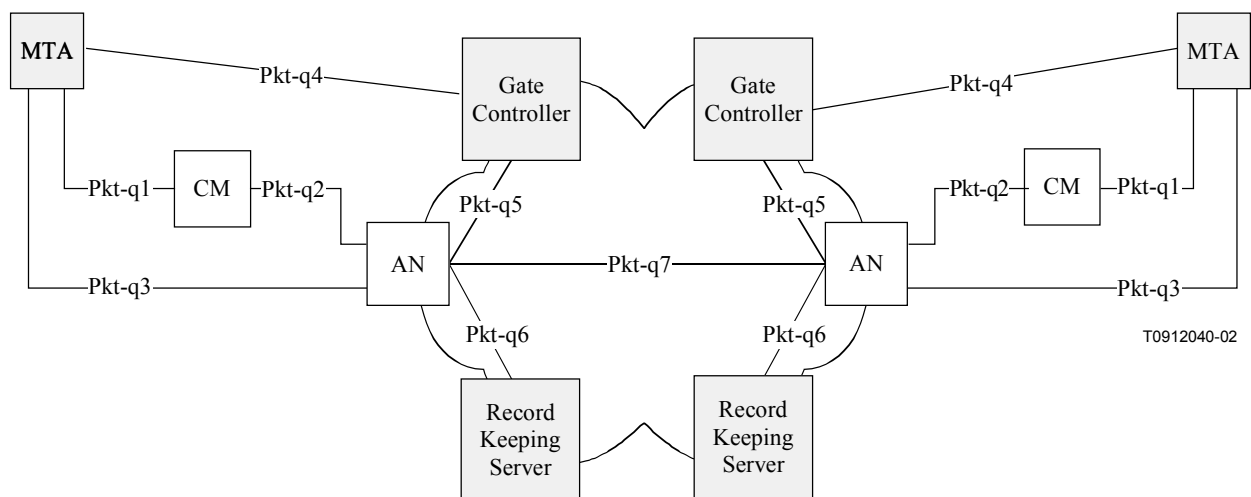 MTA
Pkt-q4
Gate
Controller
Gate
Controller
Pkt-q4
MTA
Pkt-q1
CM
Pkt-q2
Pkt-q5
Pkt-q5
Pkt-q2
CM
Pkt-q1
AN
Pkt-q7
AN
Pkt-q3
Pkt-q3
Pkt-q6
Pkt-q6
T0912040-02
Record
Keeping
Server
Record
Keeping
Server